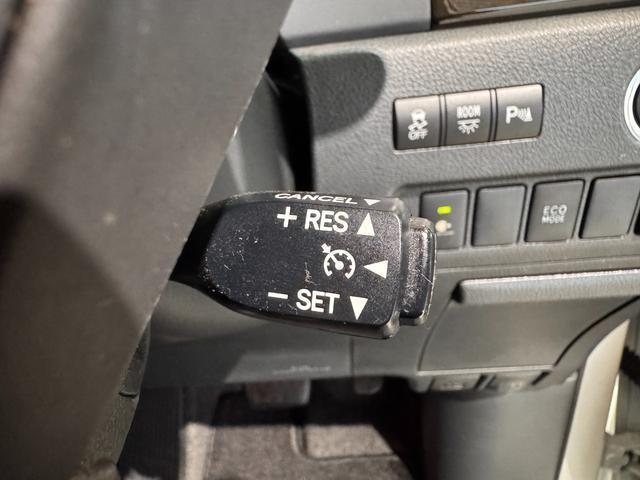 OFF
ROOM
P
CANCEL
+ RES
- SET
ECO
MODE